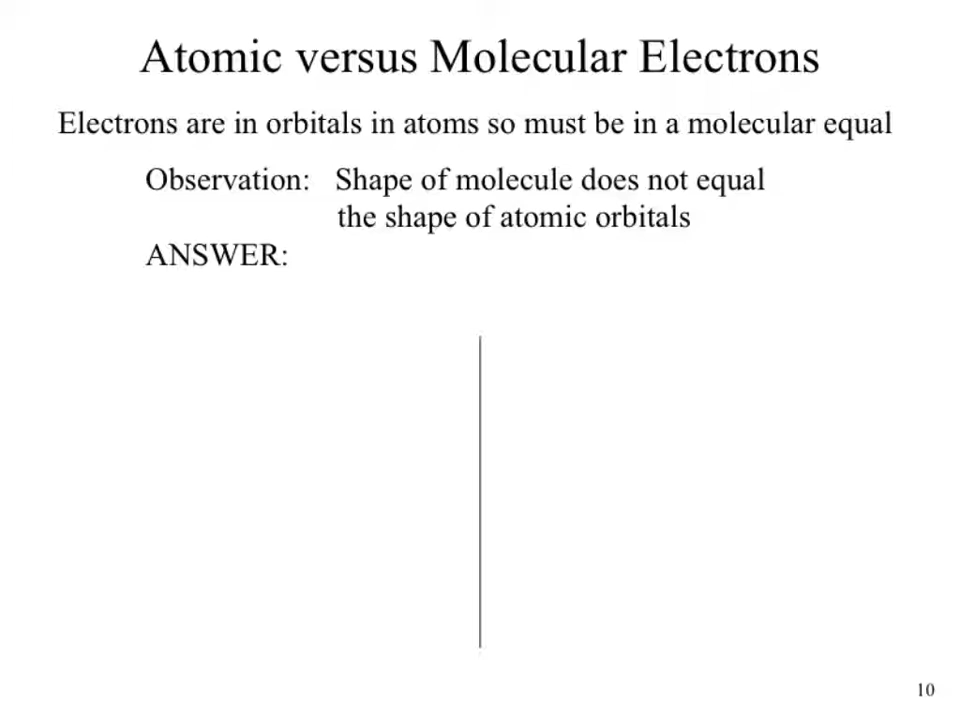 Atomic versus Molecular Electrons
Electrons are in orbitals in atoms so must be in a molecular equal
Observation: Shape of molecule does not equal
the shape of atomic orbitals
ANSWER:
10